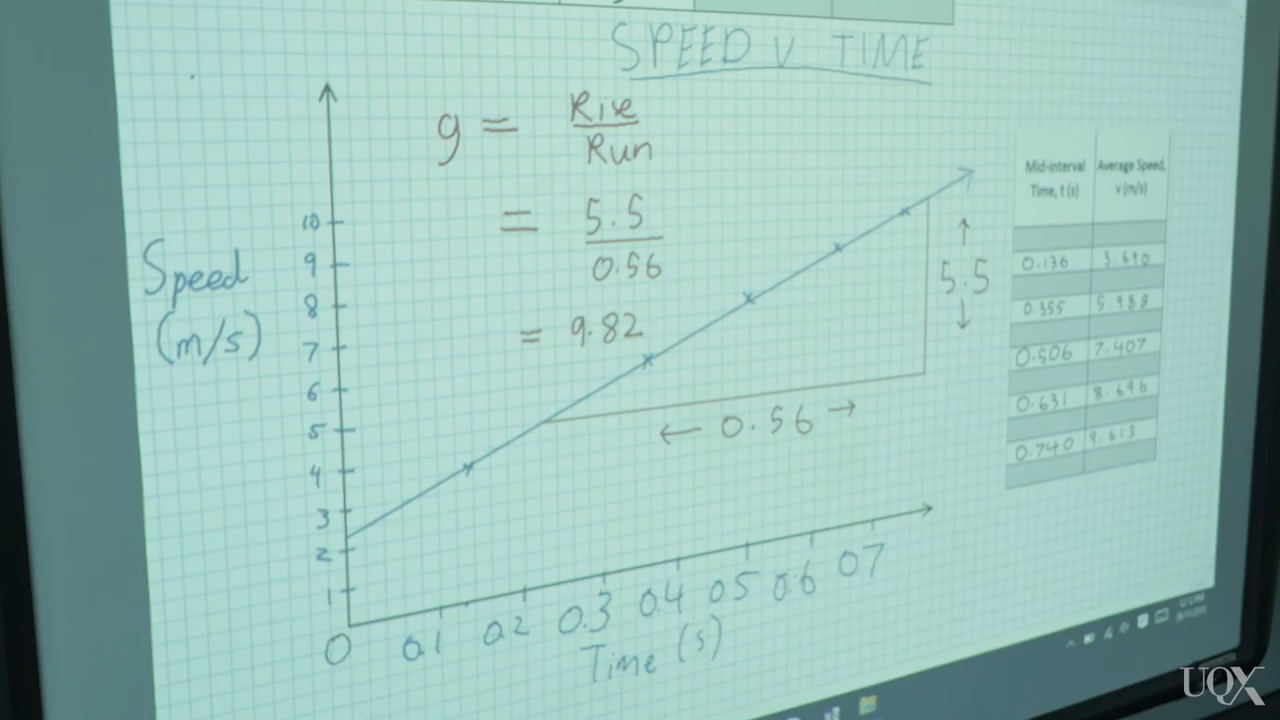 SPEED V TIME
g = Rise
Run
= 5.5
0.56
= 9.82
Speed
(m/s)
10
9
8
7
6
5
4
3
2
1
0 0.1 0.2 0.3 0.4 0.5 0.6 0.7
Time (s)
← 0.56 →
↑
5.5
↓
Mid-interval Time, t (s) Average Speed, v (m/s)
0.136 3.690
0.355 5.988
0.506 7.407
0.631 8.696
0.740 9.615
UQX